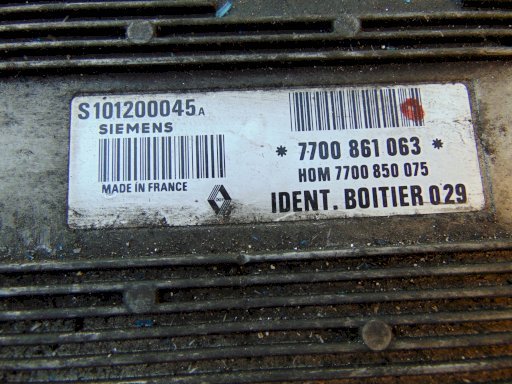 S101200045A
SIEMENS
MADE IN FRANCE
* 7700 861 063 *
HOM 7700 850 075
IDENT. BOITIER 029